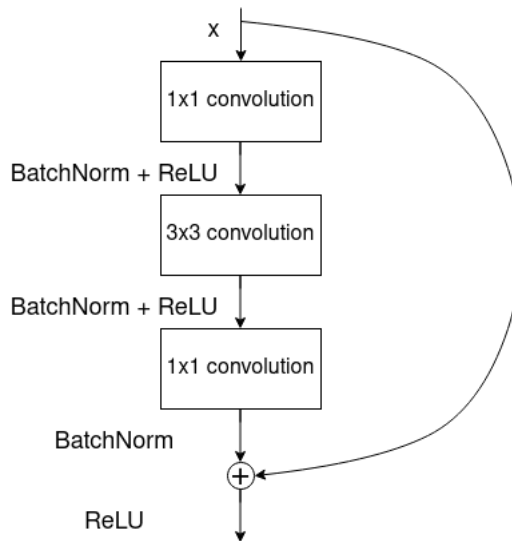 x
1x1 convolution
BatchNorm + ReLU
3x3 convolution
BatchNorm + ReLU
1x1 convolution
BatchNorm
+
ReLU